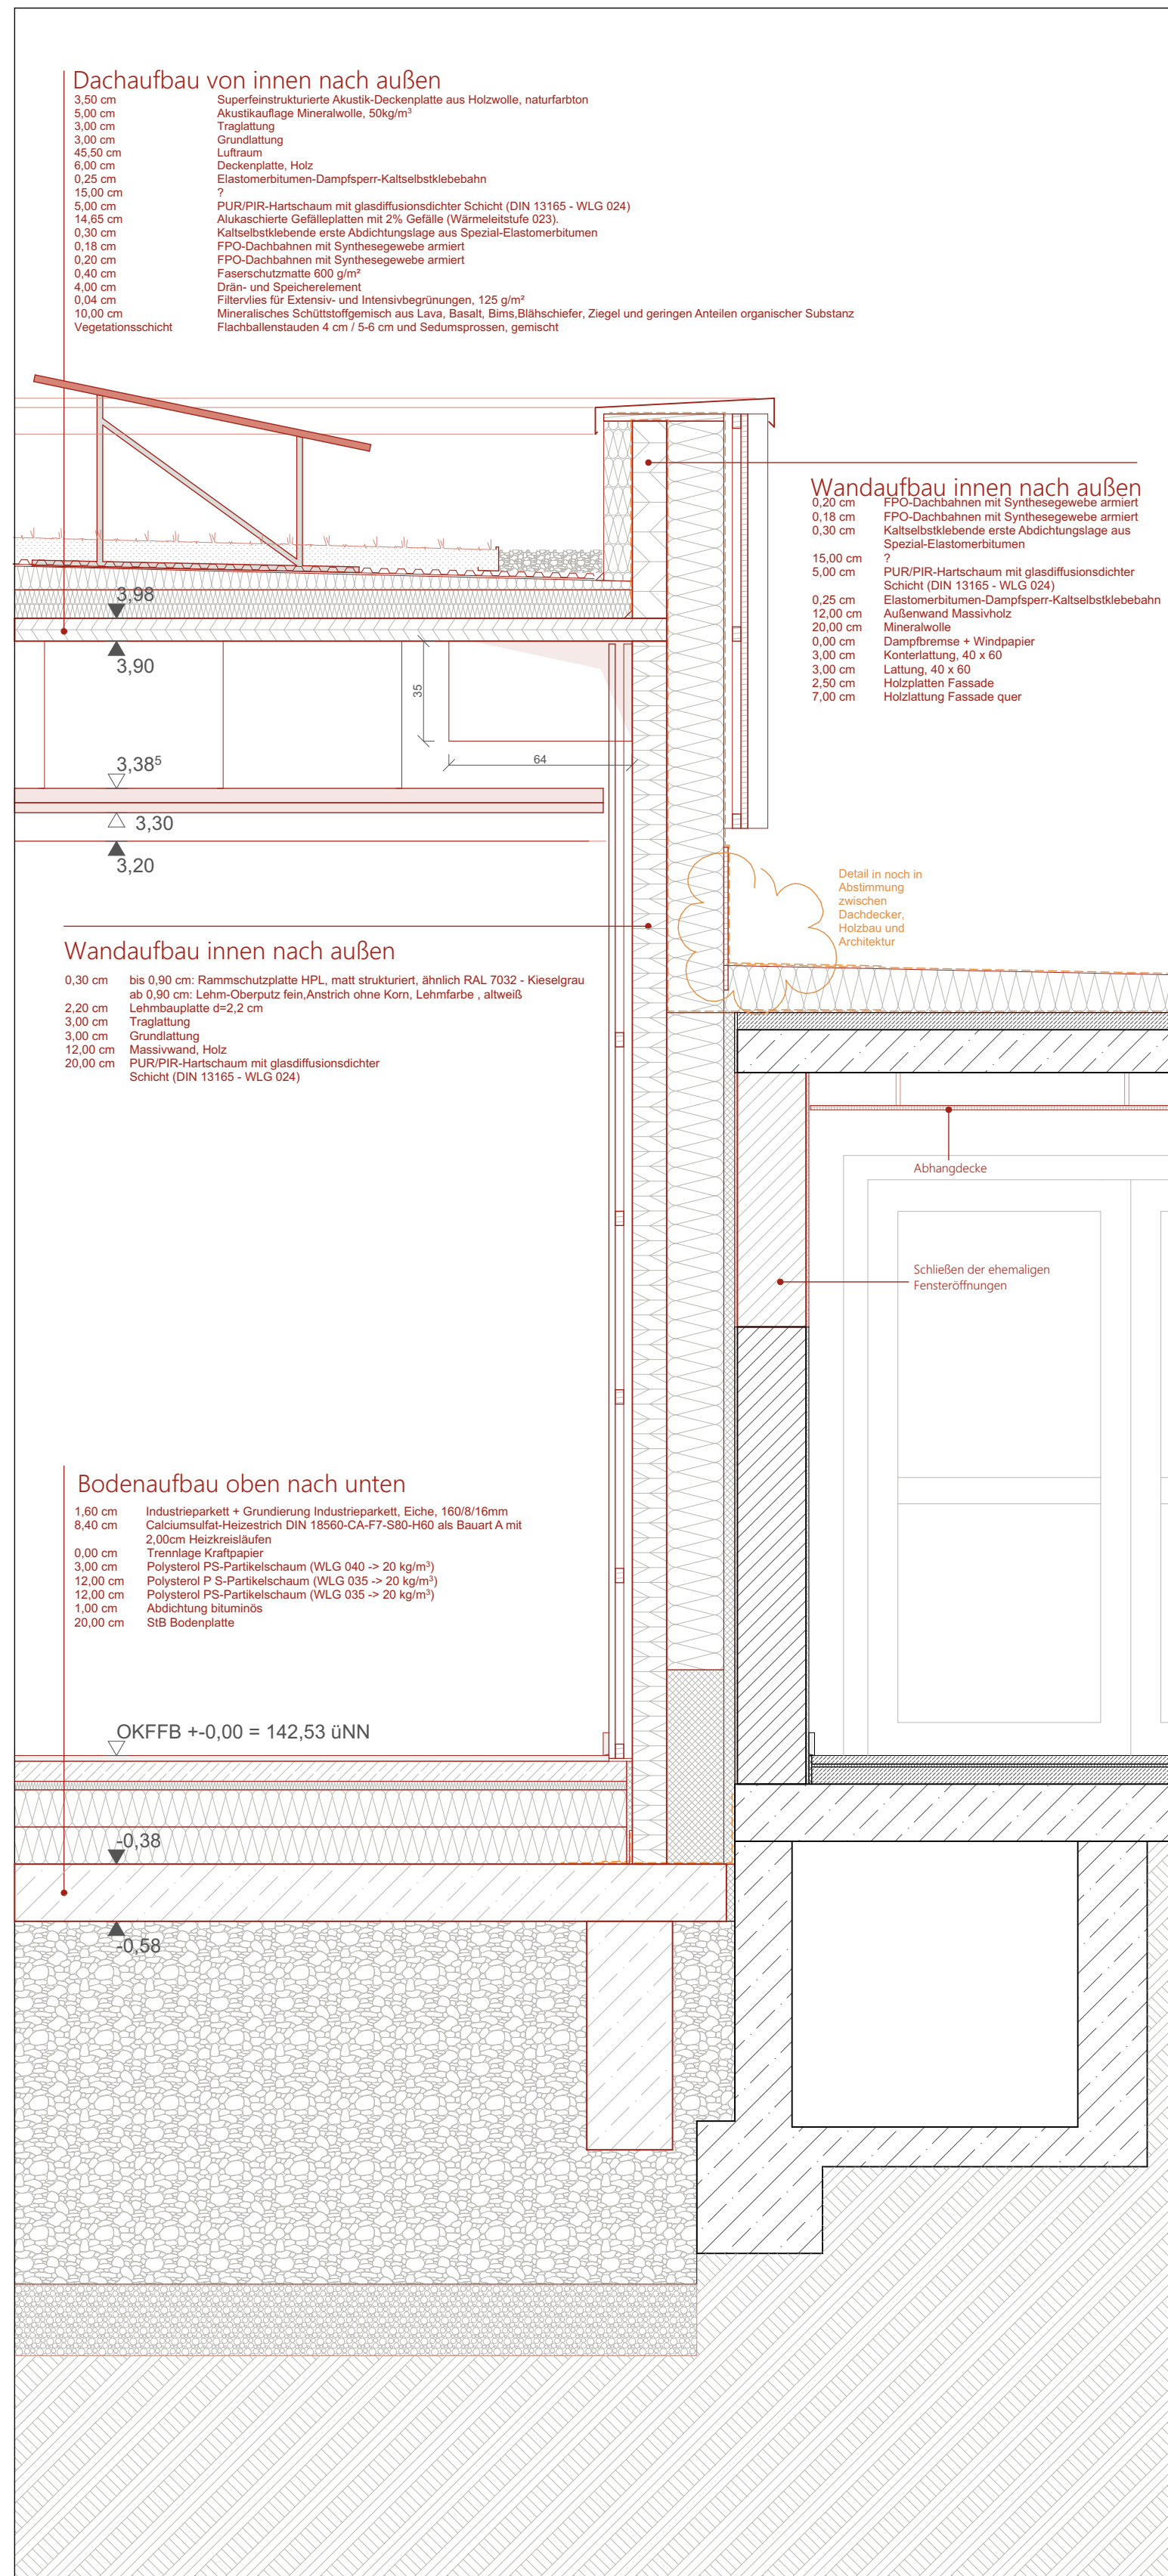 Dachaufbau von innen nach außen
3,50 cm Superfeinstrukturierte Akustik-Deckenplatte aus Holzwolle, naturfarbton
5,00 cm Akustikauflage Mineralwolle, 50kg/m³
3,00 cm Traglattung
3,00 cm Grundlattung
45,50 cm Luftraum
6,00 cm Deckenplatte, Holz
0,25 cm Elastomerbitumen-Dampfsperr-Kaltselbstklebebahn
15,00 cm ?
5,00 cm PUR/PIR-Hartschaum mit glasdiffusionsdichter Schicht (DIN 13165 - WLG 024)
14,65 cm Alukaschierte Gefälleplatten mit 2% Gefälle (Wärmeleitstufe 023).
0,30 cm Kaltselbstklebende erste Abdichtungslage aus Spezial-Elastomerbitumen
0,18 cm FPO-Dachbahnen mit Synthesegewebe armiert
0,20 cm FPO-Dachbahnen mit Synthesegewebe armiert
0,40 cm Faserschutzmatte 600 g/m²
4,00 cm Drän- und Speicherelement
0,04 cm Filtervlies für Extensiv- und Intensivbegrünungen, 125 g/m²
10,00 cm Mineralisches Schüttstoffgemisch aus Lava, Basalt, Bims,Blähschiefer, Ziegel und geringen Anteilen organischer Substanz
Vegetationsschicht Flachballenstauden 4 cm / 5-6 cm und Sedumsprossen, gemischt
Wandaufbau innen nach außen
0,20 cm FPO-Dachbahnen mit Synthesegewebe armiert
0,18 cm FPO-Dachbahnen mit Synthesegewebe armiert
0,30 cm Kaltselbstklebende erste Abdichtungslage aus
Spezial-Elastomerbitumen
15,00 cm ?
5,00 cm PUR/PIR-Hartschaum mit glasdiffusionsdichter
Schicht (DIN 13165 - WLG 024)
0,25 cm Elastomerbitumen-Dampfsperr-Kaltselbstklebebahn
12,00 cm Außenwand Massivholz
20,00 cm Mineralwolle
0,00 cm Dampfbremse + Windpapier
3,00 cm Konterlattung, 40 x 60
3,00 cm Lattung, 40 x 60
2,50 cm Holzplatten Fassade
7,00 cm Holzlattung Fassade quer
3,98
3,90
35
64
3,38⁵
3,30
3,20
Detail in noch in
Abstimmung
zwischen
Dachdecker,
Holzbau und
Architektur
Wandaufbau innen nach außen
0,30 cm bis 0,90 cm: Rammschutzplatte HPL, matt strukturiert, ähnlich RAL 7032 - Kieselgrau
ab 0,90 cm: Lehm-Oberputz fein,Anstrich ohne Korn, Lehmfarbe , altweiß
2,20 cm Lehmbauplatte d=2,2 cm
3,00 cm Traglattung
3,00 cm Grundlattung
12,00 cm Massivwand, Holz
20,00 cm PUR/PIR-Hartschaum mit glasdiffusionsdichter
Schicht (DIN 13165 - WLG 024)
Abhangdecke
Schließen der ehemaligen
Fensteröffnungen
Bodenaufbau oben nach unten
1,60 cm Industrieparkett + Grundierung Industrieparkett, Eiche, 160/8/16mm
8,40 cm Calciumsulfat-Heizestrich DIN 18560-CA-F7-S80-H60 als Bauart A mit
2,00cm Heizkreisläufen
0,00 cm Trennlage Kraftpapier
3,00 cm Polysterol PS-Partikelschaum (WLG 040 -> 20 kg/m³)
12,00 cm Polysterol P S-Partikelschaum (WLG 035 -> 20 kg/m³)
12,00 cm Polysterol PS-Partikelschaum (WLG 035 -> 20 kg/m³)
1,00 cm Abdichtung bituminös
20,00 cm StB Bodenplatte
OKFFB +-0,00 = 142,53 üNN
-0,38
-0,58